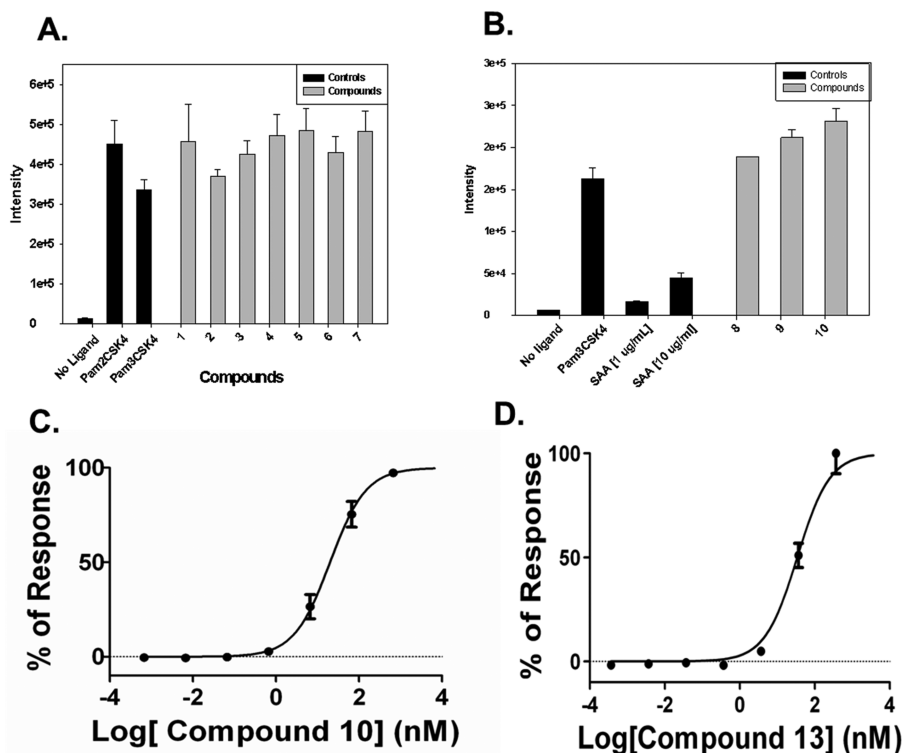 A.
6e+5
5e+5
4e+5
3e+5
2e+5
1e+5
0
Intensity
Controls
Compounds
No Ligand
Pam2CSK4
Pam3CSK4
1
2
3
4
5
6
7
Compounds
B.
3e+5
2e+5
2e+5
1e+5
5e+4
0
Intensity
Controls
Compounds
No ligand
Pam3CSK4
SAA [1 ug/mL]
SAA [10 ug/ml]
8
9
10
C.
100
50
0
% of Response
-4
-2
0
2
4
Log[ Compound 10] (nM)
D.
100
50
0
% of Response
-4
-2
0
2
4
Log[Compound 13] (nM)